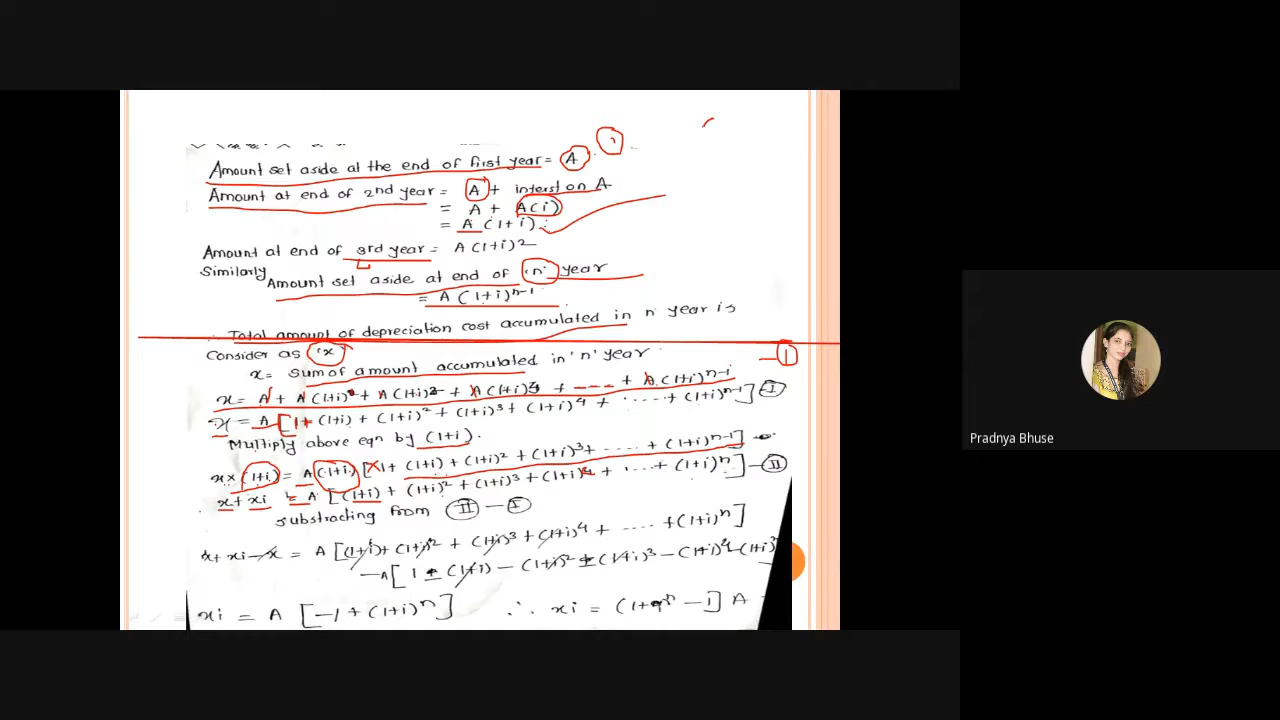 Amount set aside at the end of first year = A
Amount at end of 2nd year = A + interst on A
= A + A(i)
= A (1+i)
Amount at end of 3rd year = A(1+i)2
Similarly
Amount set aside at end of 'n' year
= A (1+i)n-1
∴ Total amount of depreciation cost accumulated in n year is
Consider as 'x'
x = sum of amount accumulated in 'n' year
- I
x = A + A(1+i) + A(1+i)2 + A(1+i)3 + ---- + A(1+i)n-1
x = A [1+(1+i) + (1+i)2 + (1+i)3 + (1+i)4 + ...... + (1+i)n-1] - I
Multiply above eqn by (1+i).
x × (1+i) = A(1+i) [1+ (1+i) + (1+i)2 + (1+i)3 + ..... + (1+i)n-1]
x + xi = A [(1+i) + (1+i)2 + (1+i)3 + (1+i)4 + ..... + (1+i)n] - II
substracting from II - I
x + xi - x = A [(1+i) + (1+i)2 + (1+i)3 + (1+i)4 + ..... + (1+i)n]
-A[ 1 + (1+i) - (1+i)2 + (1+i)3 - (1+i)4 - (1+i)
xi = A [-1 + (1+i)n] ∴ xi = (1+i)n - 1] A
Pradnya Bhuse